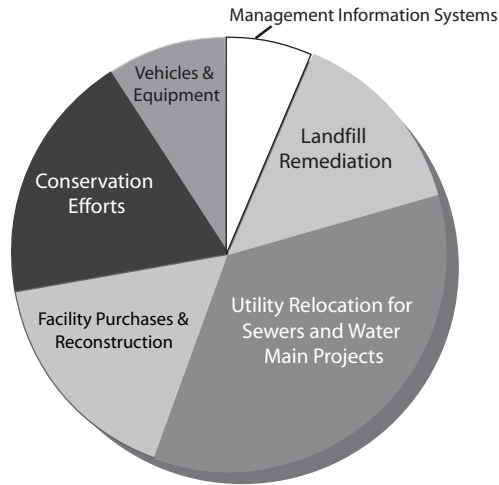 Management Information Systems
Vehicles &
Equipment
Landfill
Remediation
Conservation
Efforts
Utility Relocation for
Sewers and Water
Main Projects
Facility Purchases &
Reconstruction